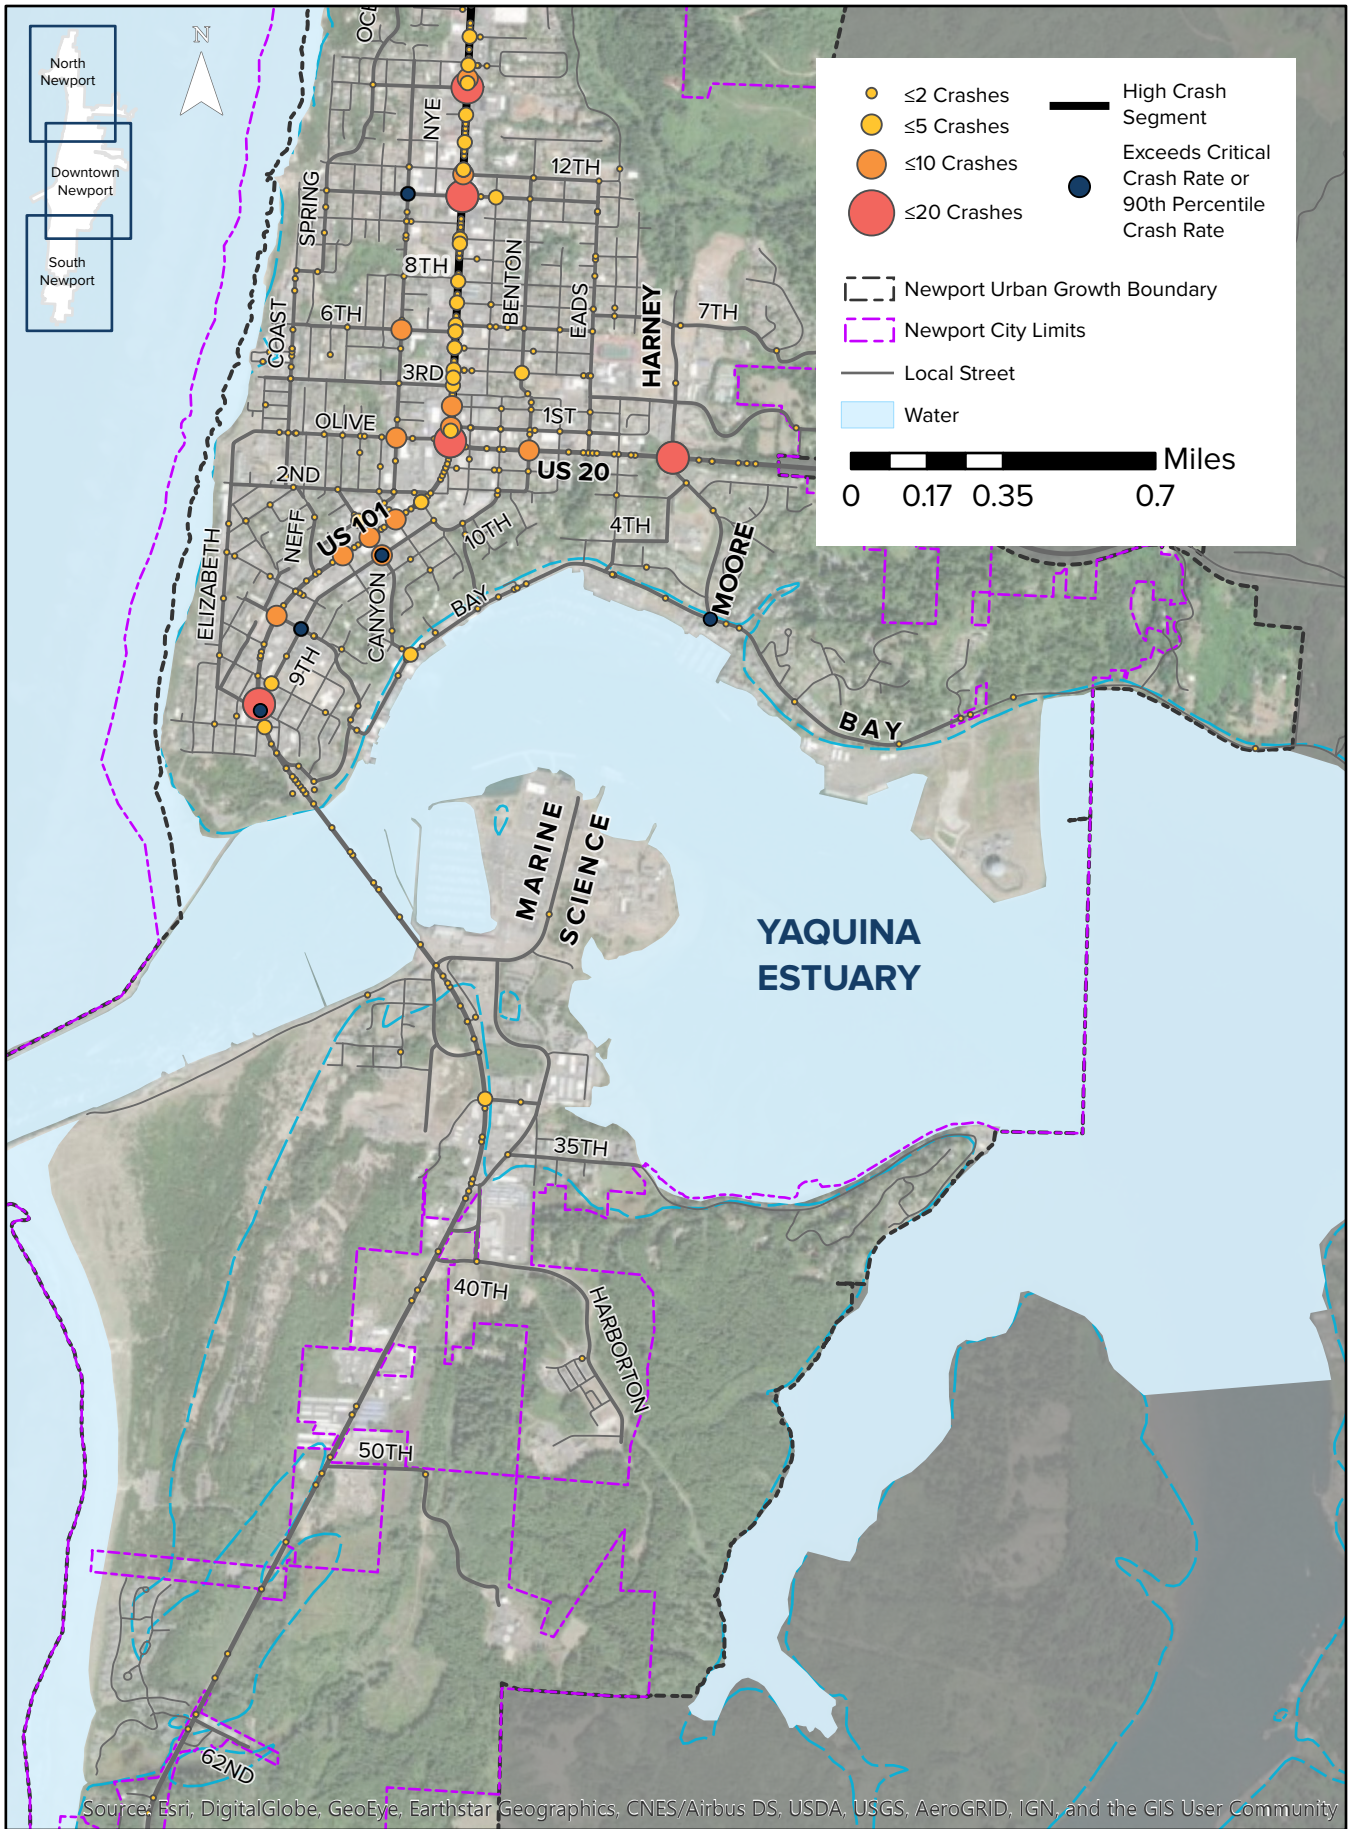 North
Newport
Downtown
Newport
South
Newport
N
OCE
NYE
12TH
SPRING
8TH
BENTON
EADS
HARNEY
7TH
6TH
COAST
3RD
OLIVE
1ST
US 20
2ND
NEFF
US 101
10TH
4TH
ELIZABETH
CANYON
BAY
MOORE
9TH
BAY
≤2 Crashes
≤5 Crashes
≤10 Crashes
≤20 Crashes
High Crash
Segment
Exceeds Critical
Crash Rate or
90th Percentile
Crash Rate
Newport Urban Growth Boundary
Newport City Limits
Local Street
Water
Miles
0 0.17 0.35 0.7
MARINE
SCIENCE
YAQUINA
ESTUARY
35TH
40TH
HARBORTON
50TH
62ND
Source: Esri, DigitalGlobe, GeoEye, Earthstar Geographics, CNES/Airbus DS, USDA, USGS, AeroGRID, IGN, and the GIS User Community